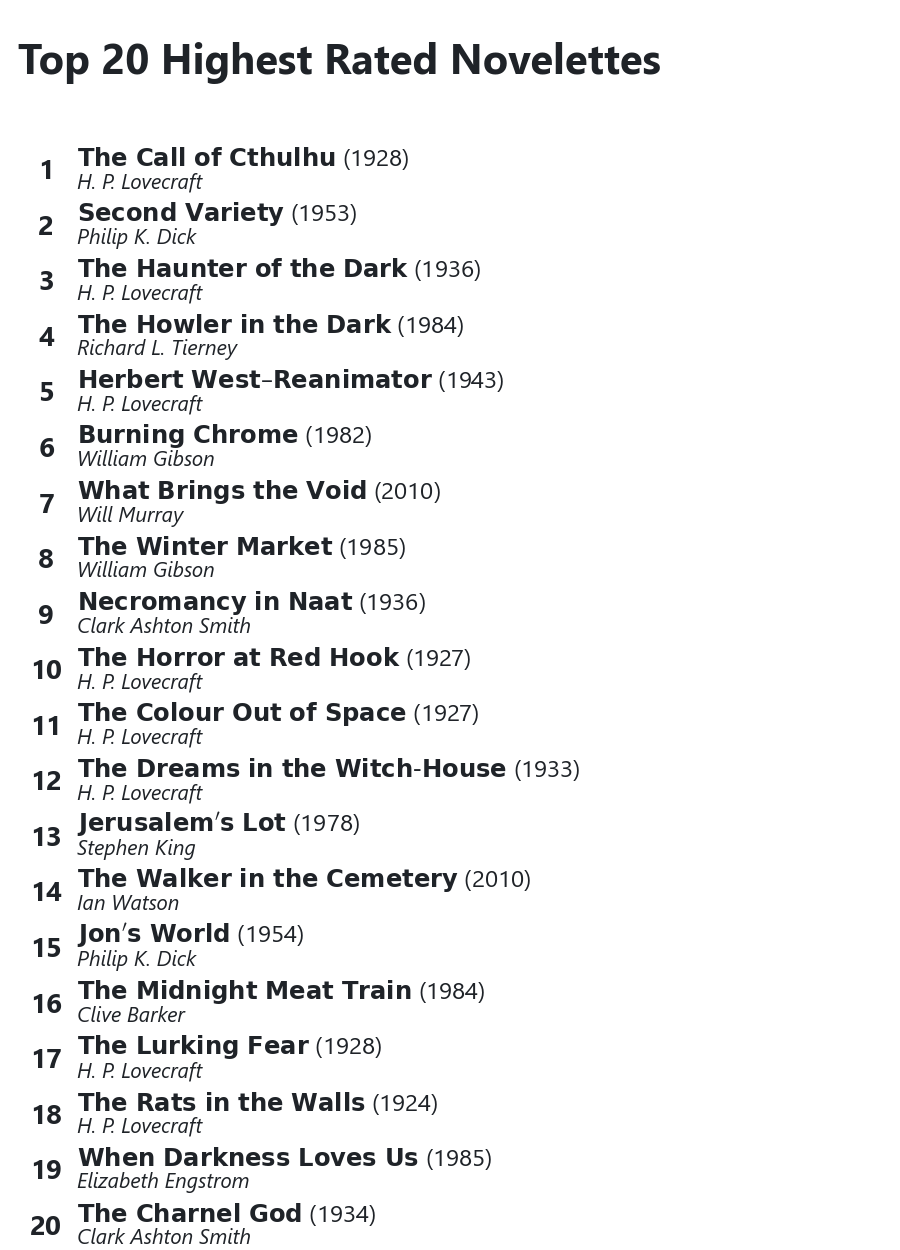 Top 20 Highest Rated Novelettes
1
The Call of Cthulhu (1928)
H. P. Lovecraft
2
Second Variety (1953)
Philip K. Dick
3
The Haunter of the Dark (1936)
H. P. Lovecraft
4
The Howler in the Dark (1984)
Richard L. Tierney
5
Herbert West–Reanimator (1943)
H. P. Lovecraft
6
Burning Chrome (1982)
William Gibson
7
What Brings the Void (2010)
Will Murray
8
The Winter Market (1985)
William Gibson
9
Necromancy in Naat (1936)
Clark Ashton Smith
10
The Horror at Red Hook (1927)
H. P. Lovecraft
11
The Colour Out of Space (1927)
H. P. Lovecraft
12
The Dreams in the Witch-House (1933)
H. P. Lovecraft
13
Jerusalem′s Lot (1978)
Stephen King
14
The Walker in the Cemetery (2010)
Ian Watson
15
Jon′s World (1954)
Philip K. Dick
16
The Midnight Meat Train (1984)
Clive Barker
17
The Lurking Fear (1928)
H. P. Lovecraft
18
The Rats in the Walls (1924)
H. P. Lovecraft
19
When Darkness Loves Us (1985)
Elizabeth Engstrom
20
The Charnel God (1934)
Clark Ashton Smith